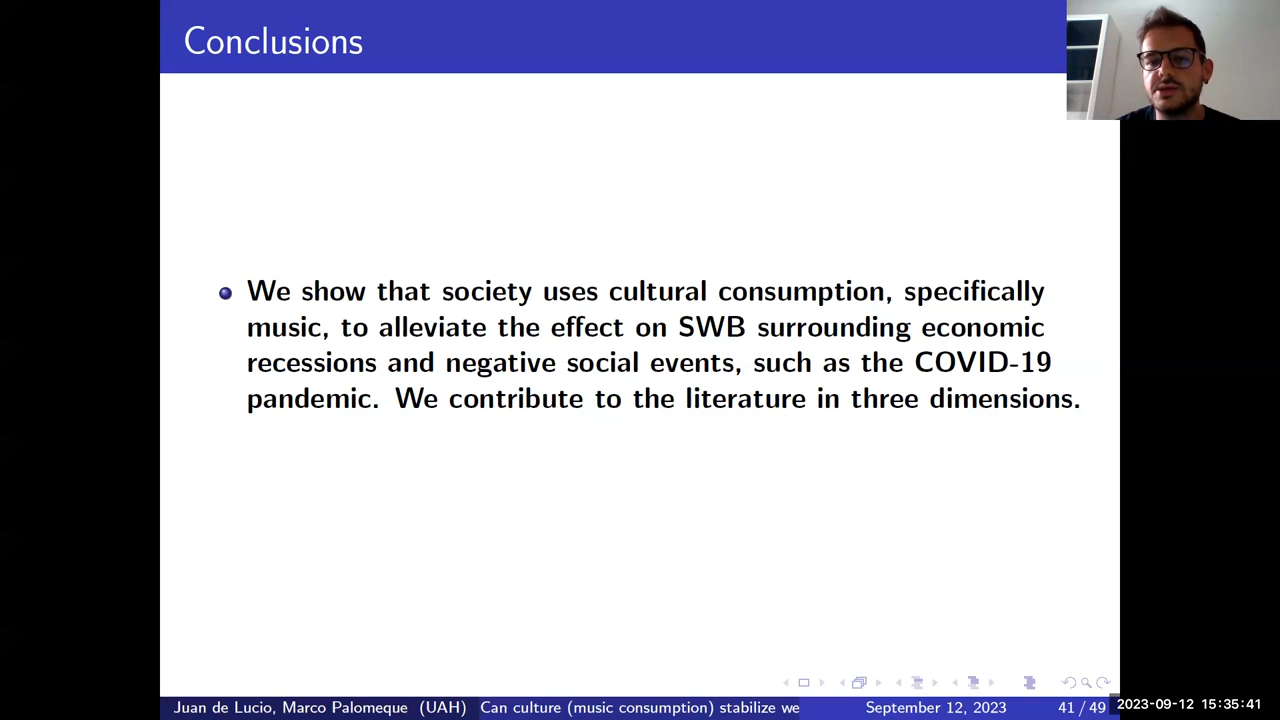 Conclusions
We show that society uses cultural consumption, specifically
music, to alleviate the effect on SWB surrounding economic
recessions and negative social events, such as the COVID-19
pandemic. We contribute to the literature in three dimensions.
Juan de Lucio, Marco Palomeque (UAH) Can culture (music consumption) stabilize we September 12, 2023 41 / 49
2023-09-12 15:35:41